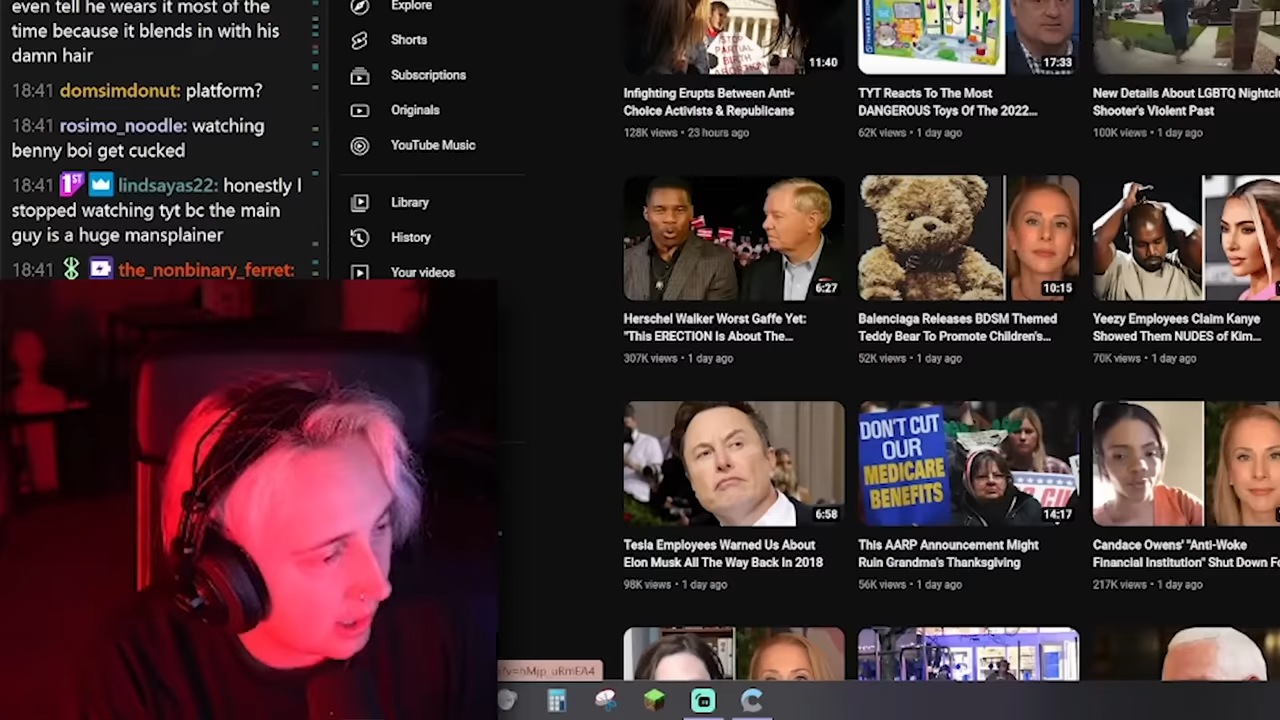 even tell he wears it most of the
time because it blends in with his
damn hair
18:41 domsimdonut: platform?
18:41 rosimo_noodle: watching
benny boi get cucked
18:41 1ST lindsayas22: honestly I
stopped watching tyt bc the main
guy is a huge mansplainer
18:41 the_nonbinary_ferret:
Explore
Shorts
Subscriptions
Originals
YouTube Music
Library
History
Your videos
STOP
PARTIAL
BIRTH
ABORTION
11:40
Infighting Erupts Between Anti-
Choice Activists & Republicans
128K views • 23 hours ago
17:33
TYT Reacts To The Most
DANGEROUS Toys Of The 2022...
62K views • 1 day ago
New Details About LGBTQ Nightcl
Shooter's Violent Past
100K views • 1 day ago
6:27
Herschel Walker Worst Gaffe Yet:
"This ERECTION Is About The...
307K views • 1 day ago
10:15
Balenciaga Releases BDSM Themed
Teddy Bear To Promote Children's...
52K views • 1 day ago
Yeezy Employees Claim Kanye
Showed Them NUDES of Kim...
70K views • 1 day ago
6:58
Tesla Employees Warned Us About
Elon Musk All The Way Back In 2018
98K views • 1 day ago
DON'T CUT
OUR
MEDICARE
BENEFITS
14:17
This AARP Announcement Might
Ruin Grandma's Thanksgiving
56K views • 1 day ago
Candace Owens' "Anti-Woke
Financial Institution" Shut Down Fo
217K views • 1 day ago